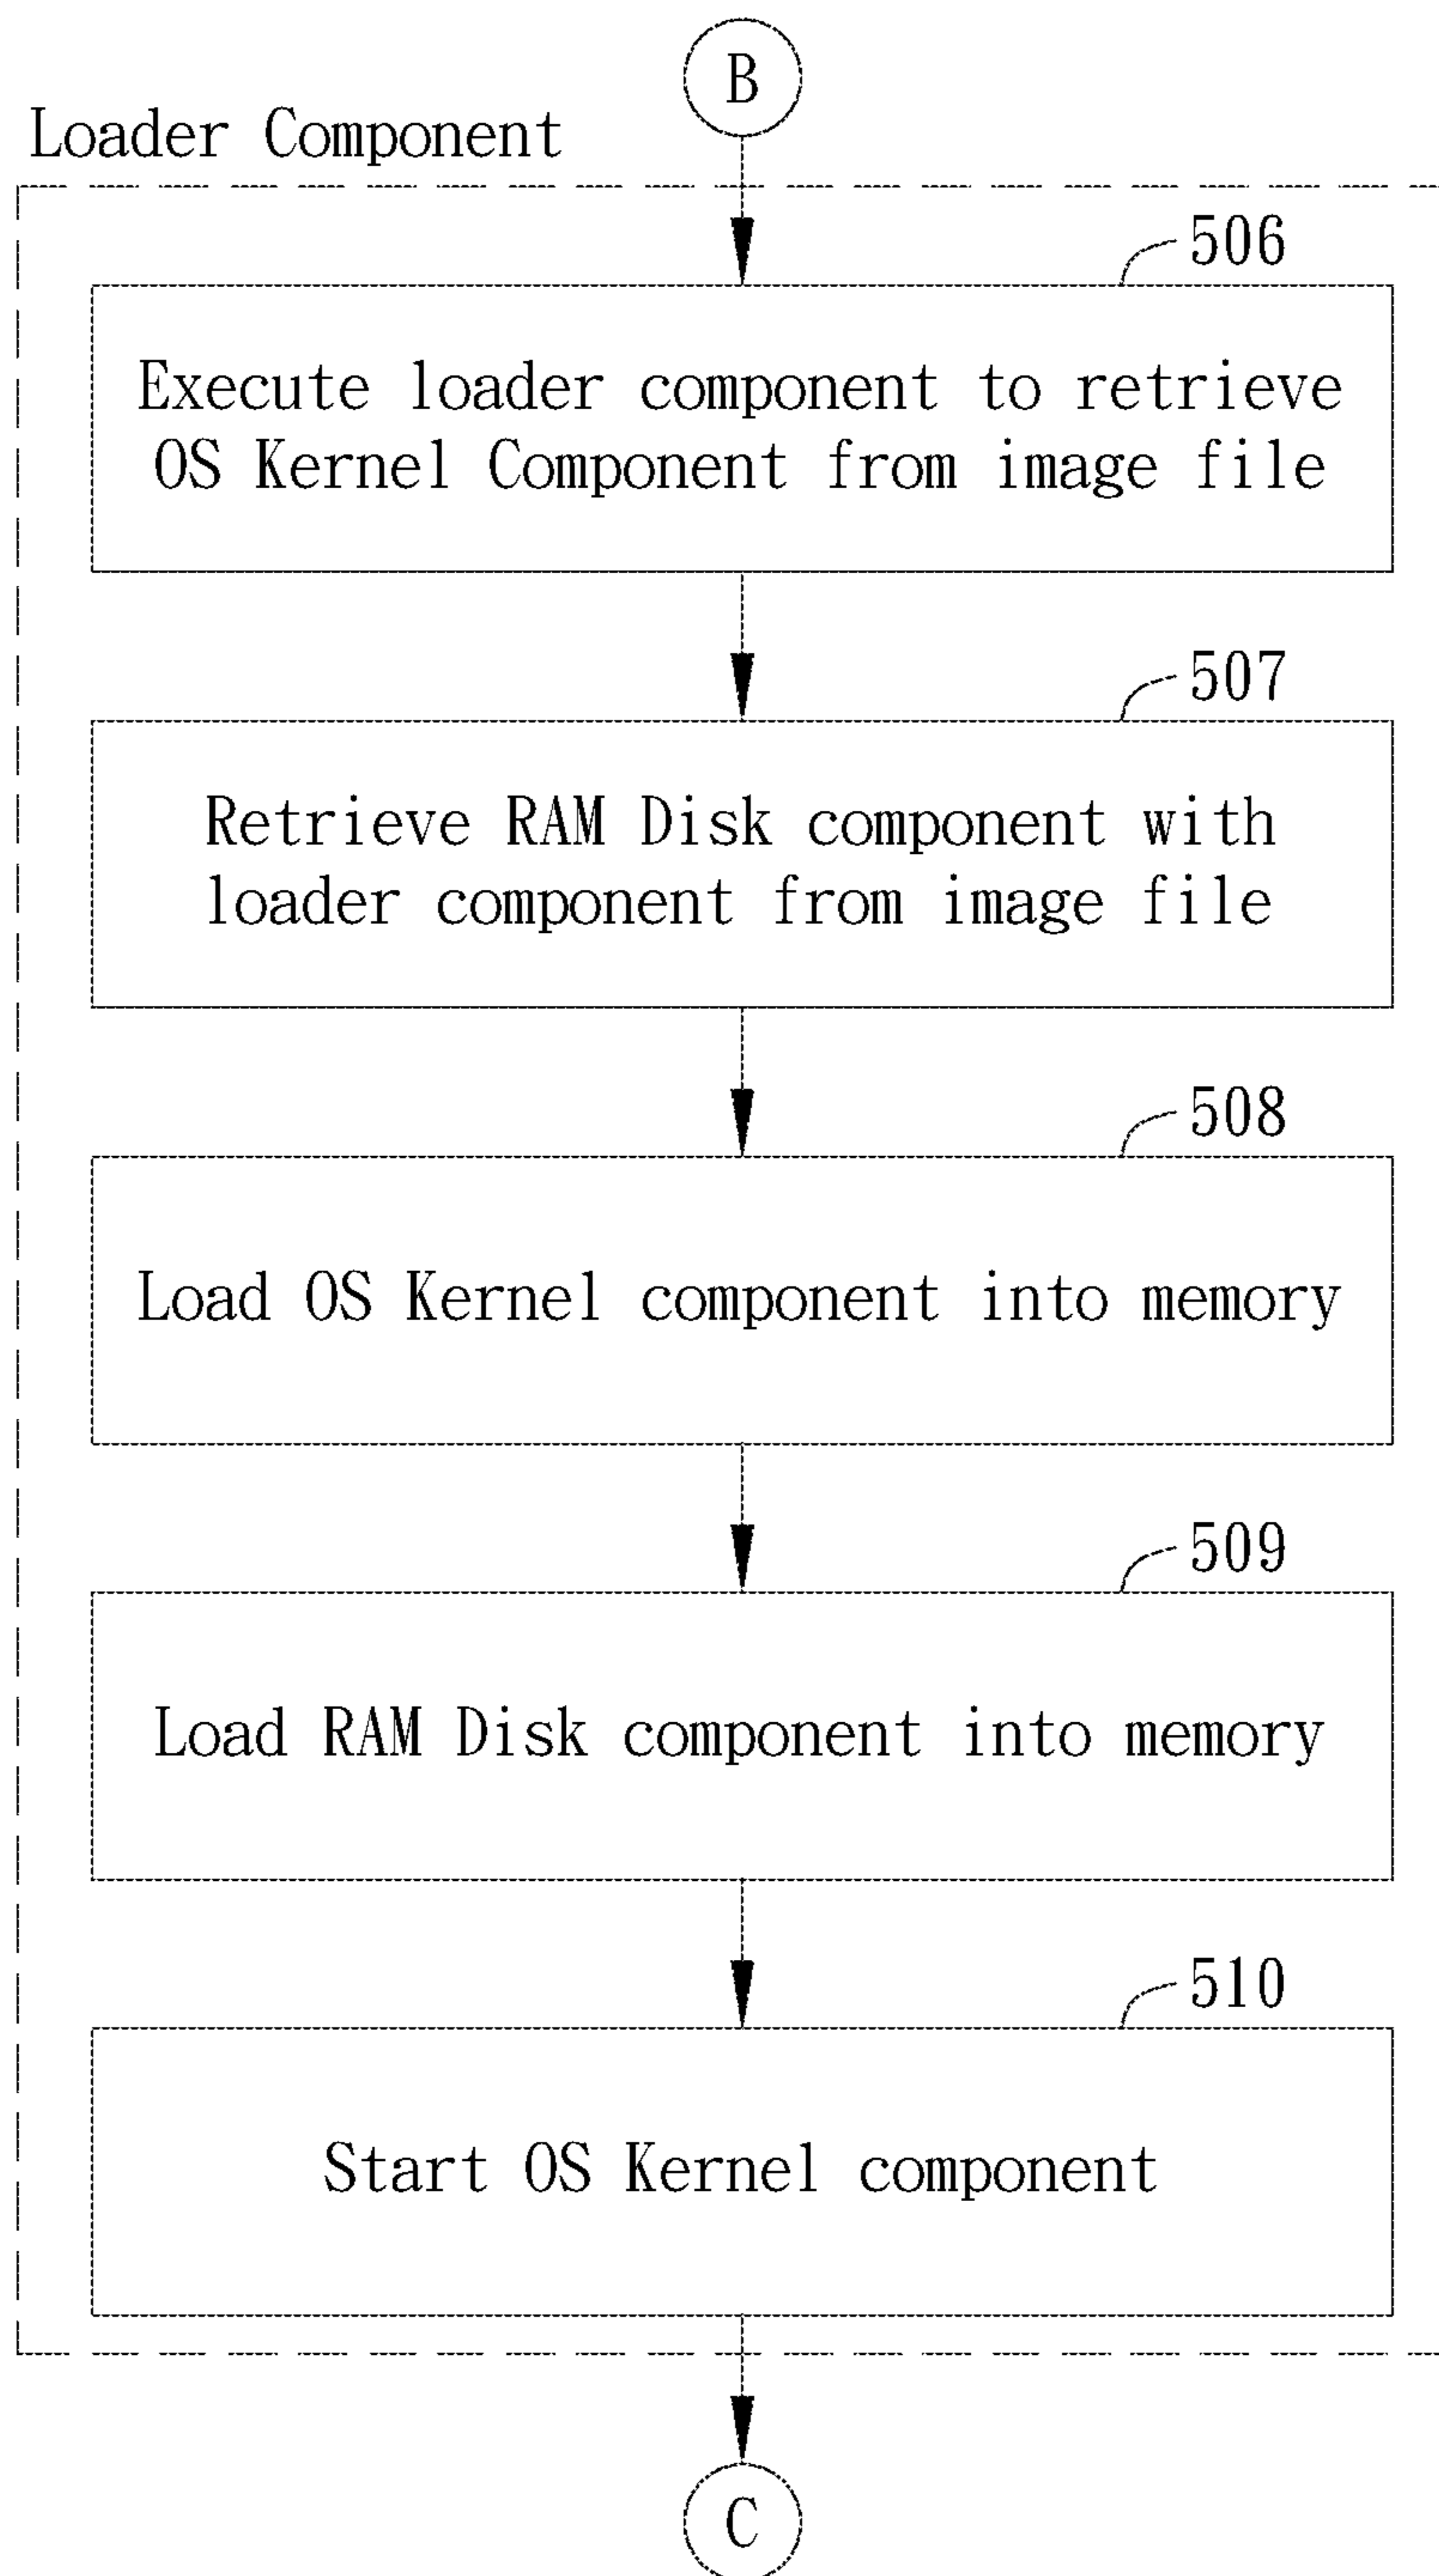 B
Loader Component
506
Execute loader component to retrieve
OS Kernel Component from image file
507
Retrieve RAM Disk component with
loader component from image file
508
Load OS Kernel component into memory
509
Load RAM Disk component into memory
510
Start OS Kernel component
C